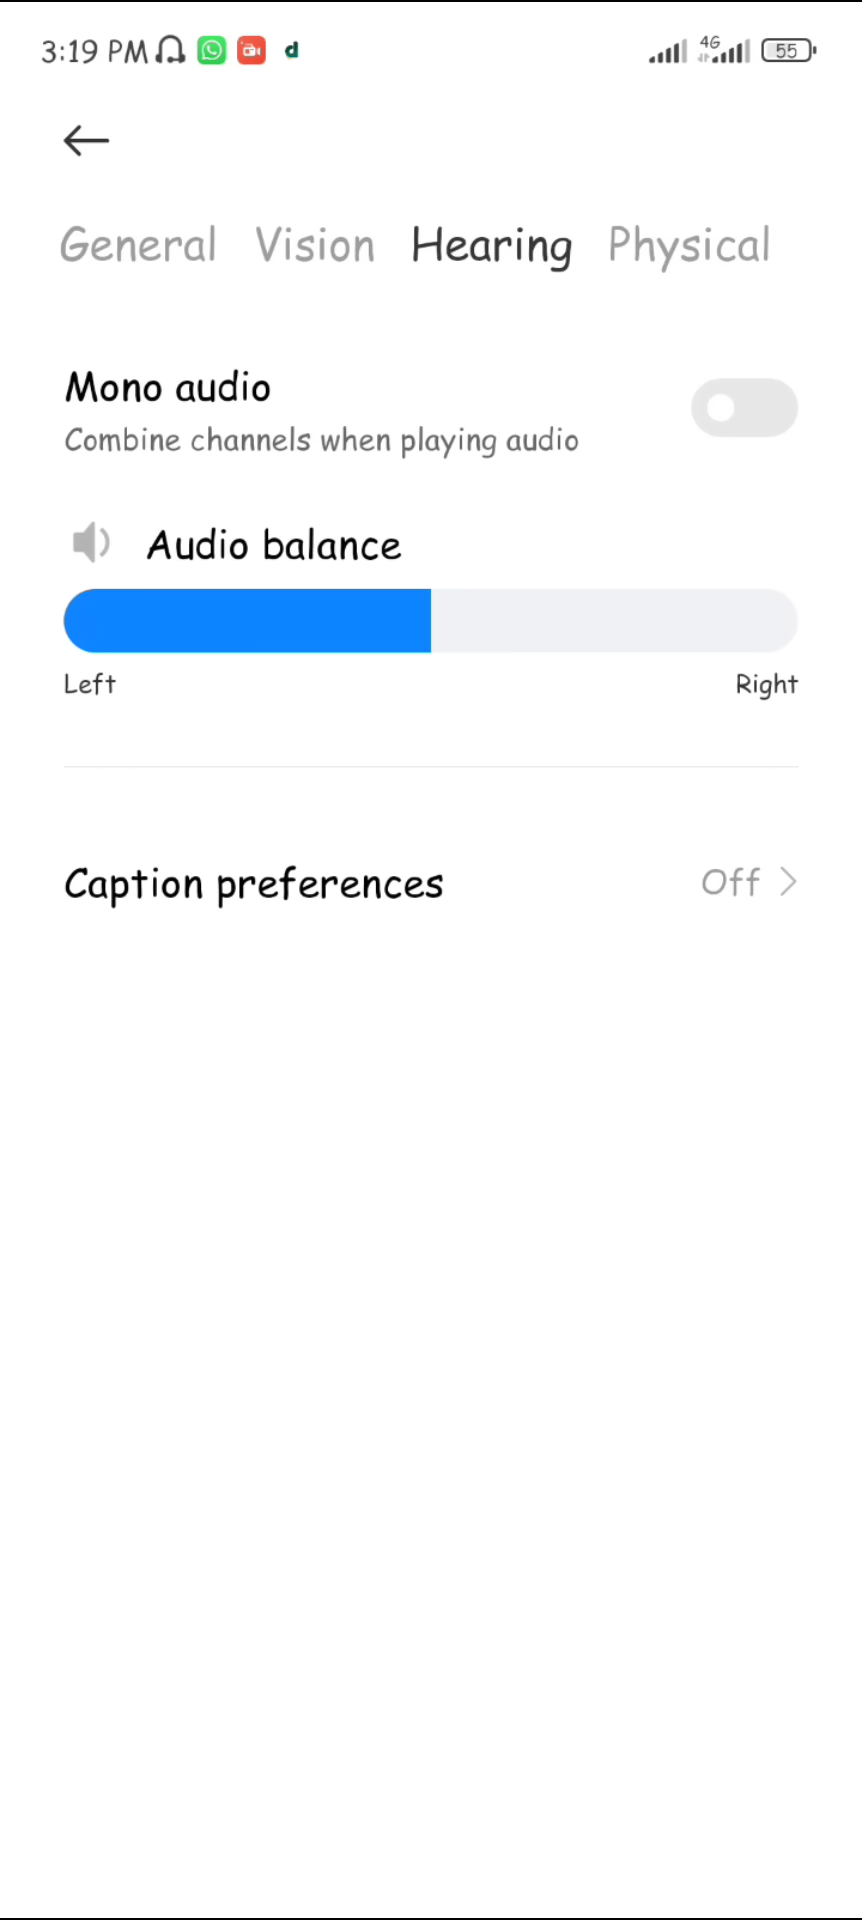 3:19 PM d 4G 55
General Vision Hearing Physical
Mono audio
Combine channels when playing audio
Audio balance
Left Right
Caption preferences Off